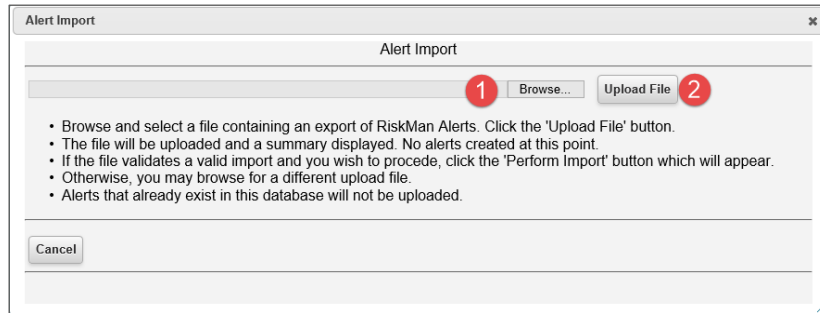 Alert Import
Alert Import
1 Browse... Upload File 2
• Browse and select a file containing an export of RiskMan Alerts. Click the 'Upload File' button.
• The file will be uploaded and a summary displayed. No alerts created at this point.
• If the file validates a valid import and you wish to procede, click the 'Perform Import' button which will appear.
• Otherwise, you may browse for a different upload file.
• Alerts that already exist in this database will not be uploaded.
Cancel